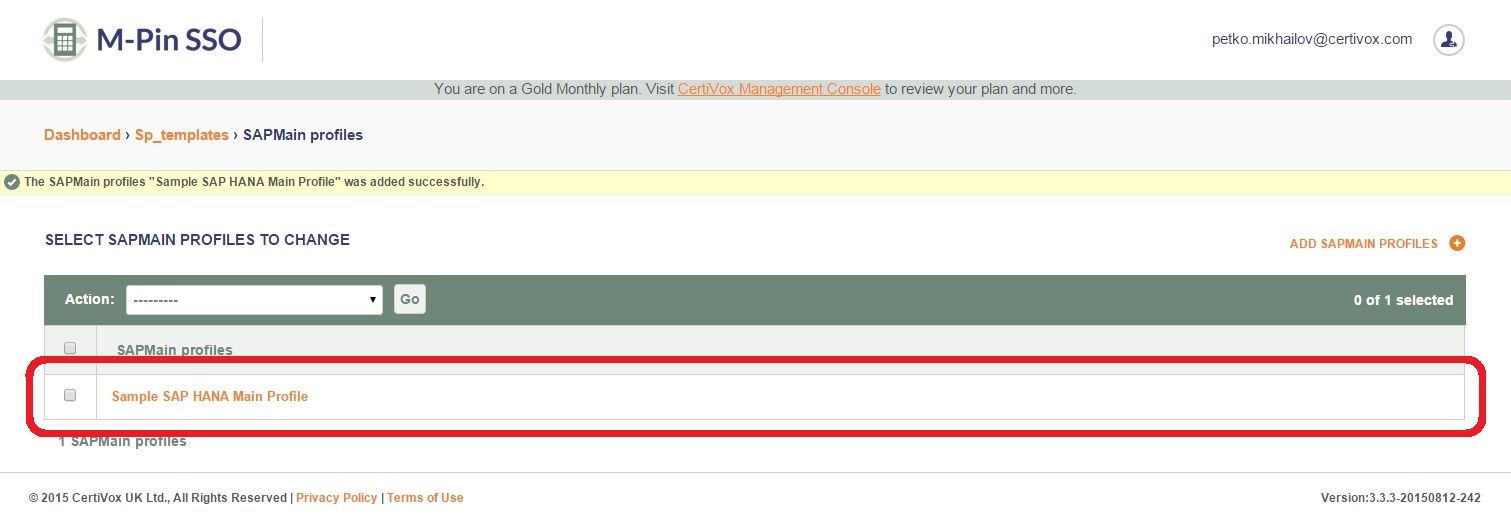 M-Pin SSO
petko.mikhailov@certivox.com
You are on a Gold Monthly plan. Visit CertiVox Management Console to review your plan and more.
Dashboard › Sp_templates › SAPMain profiles
The SAPMain profiles "Sample SAP HANA Main Profile" was added successfully.
SELECT SAPMAIN PROFILES TO CHANGE
ADD SAPMAIN PROFILES
Action: --------- Go 0 of 1 selected
SAPMain profiles
Sample SAP HANA Main Profile
1 SAPMain profiles
© 2015 CertiVox UK Ltd., All Rights Reserved | Privacy Policy | Terms of Use
Version:3.3.3-20150812-242